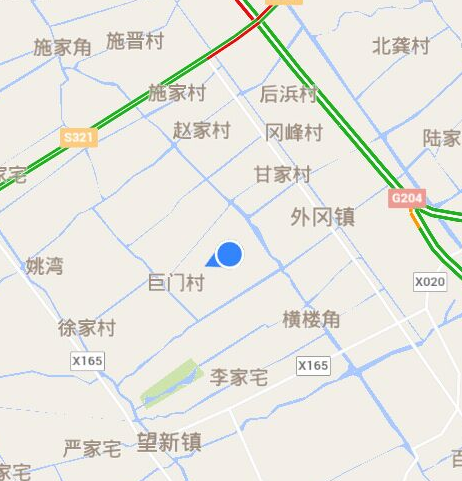 施家角
施晋村
北龚村
施家村
后浜村
S321
赵家村
冈峰村
陆家
家宅
甘家村
G204
外冈镇
姚湾
巨门村
X020
徐家村
横楼角
X165
X165
李家宅
严家宅
望新镇
家宅
百